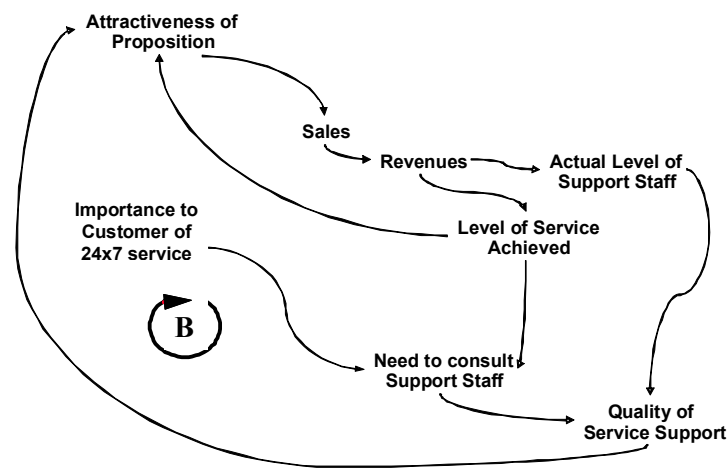 Attractiveness of
Proposition
Sales
Revenues
Actual Level of
Support Staff
Importance to
Customer of
24x7 service
Level of Service
Achieved
B
Need to consult
Support Staff
Quality of
Service Support